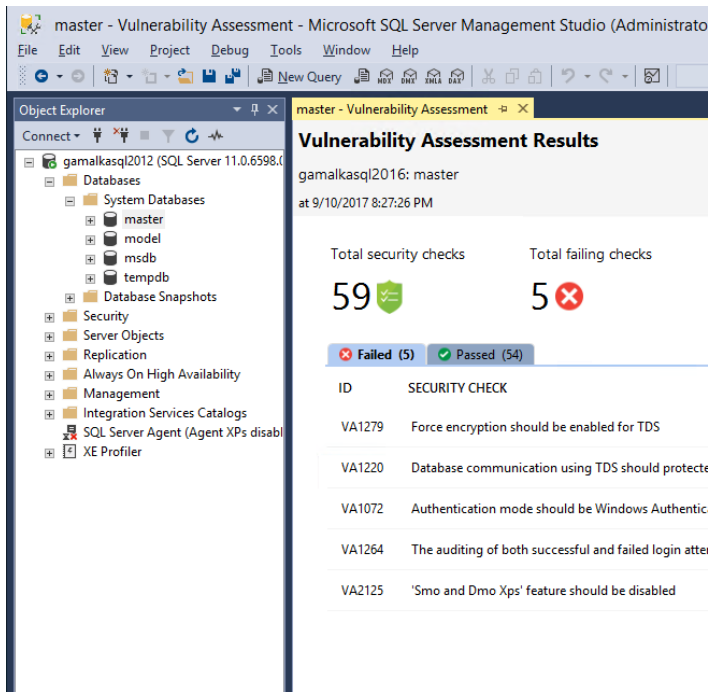 master - Vulnerability Assessment - Microsoft SQL Server Management Studio (Administrato
File Edit View Project Debug Tools Window Help
New Query MDX DMX XMLA DAX
Object Explorer
master - Vulnerability Assessment
Connect
gamalkasql2012 (SQL Server 11.0.6598.0
Databases
System Databases
master
model
msdb
tempdb
Database Snapshots
Security
Server Objects
Replication
Always On High Availability
Management
Integration Services Catalogs
SQL Server Agent (Agent XPs disabl
XE Profiler
Vulnerability Assessment Results
gamalkasql2016: master
at 9/10/2017 8:27:26 PM
Total security checks Total failing checks
59 5
Failed (5) Passed (54)
ID SECURITY CHECK
VA1279 Force encryption should be enabled for TDS
VA1220 Database communication using TDS should protecte
VA1072 Authentication mode should be Windows Authentic
VA1264 The auditing of both successful and failed login atte
VA2125 'Smo and Dmo Xps' feature should be disabled